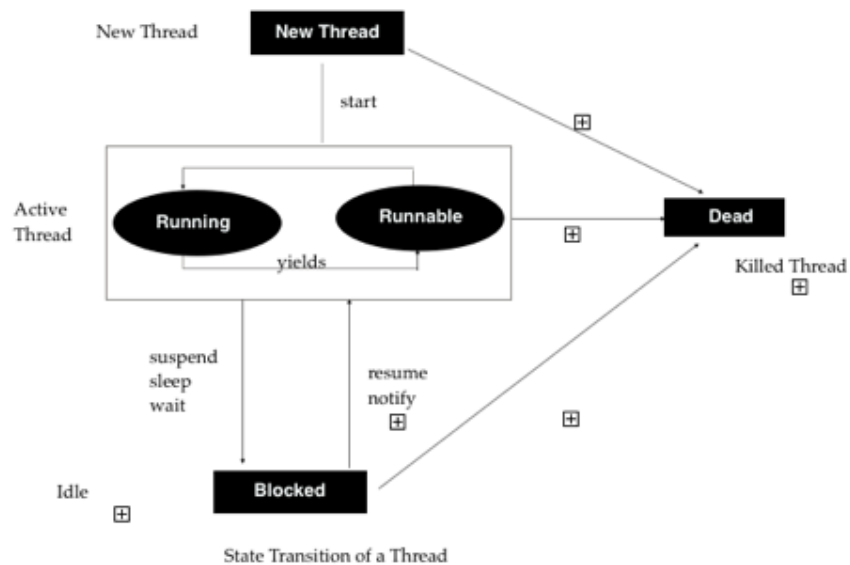 New Thread
New Thread
start
Active
Thread
Running
Runnable
yields
Dead
Killed Thread
suspend
sleep
wait
resume
notify
Idle
Blocked
State Transition of a Thread